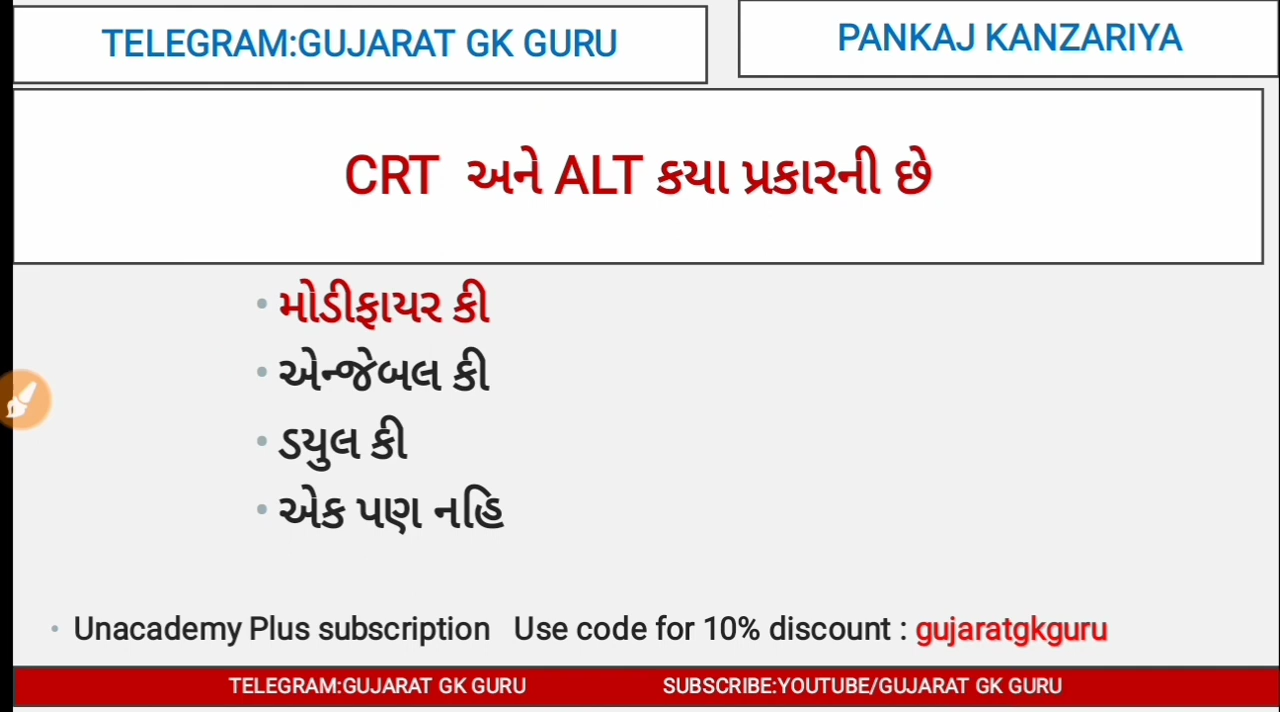 TELEGRAM:GUJARAT GK GURU
PANKAJ KANZARIYA
CRT અને ALT કયા પ્રકારની છે
• મોડીફાયર કી
• એન્જેબલ કી
• ડયુલ કી
• એક પણ નહિ
• Unacademy Plus subscription Use code for 10% discount : gujaratgkguru
TELEGRAM:GUJARAT GK GURU
SUBSCRIBE:YOUTUBE/GUJARAT GK GURU